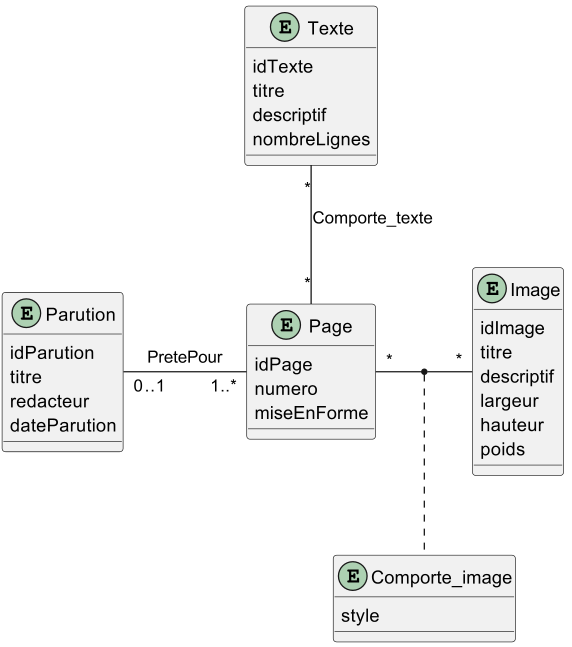 E Texte
idTexte
titre
descriptif
nombreLignes
*
Comporte_texte
*
E Parution
idParution
titre
redacteur
dateParution
PretePour
0..1 1..*
E Page
idPage
numero
miseEnForme
* *
E Image
idImage
titre
descriptif
largeur
hauteur
poids
E Comporte_image
style